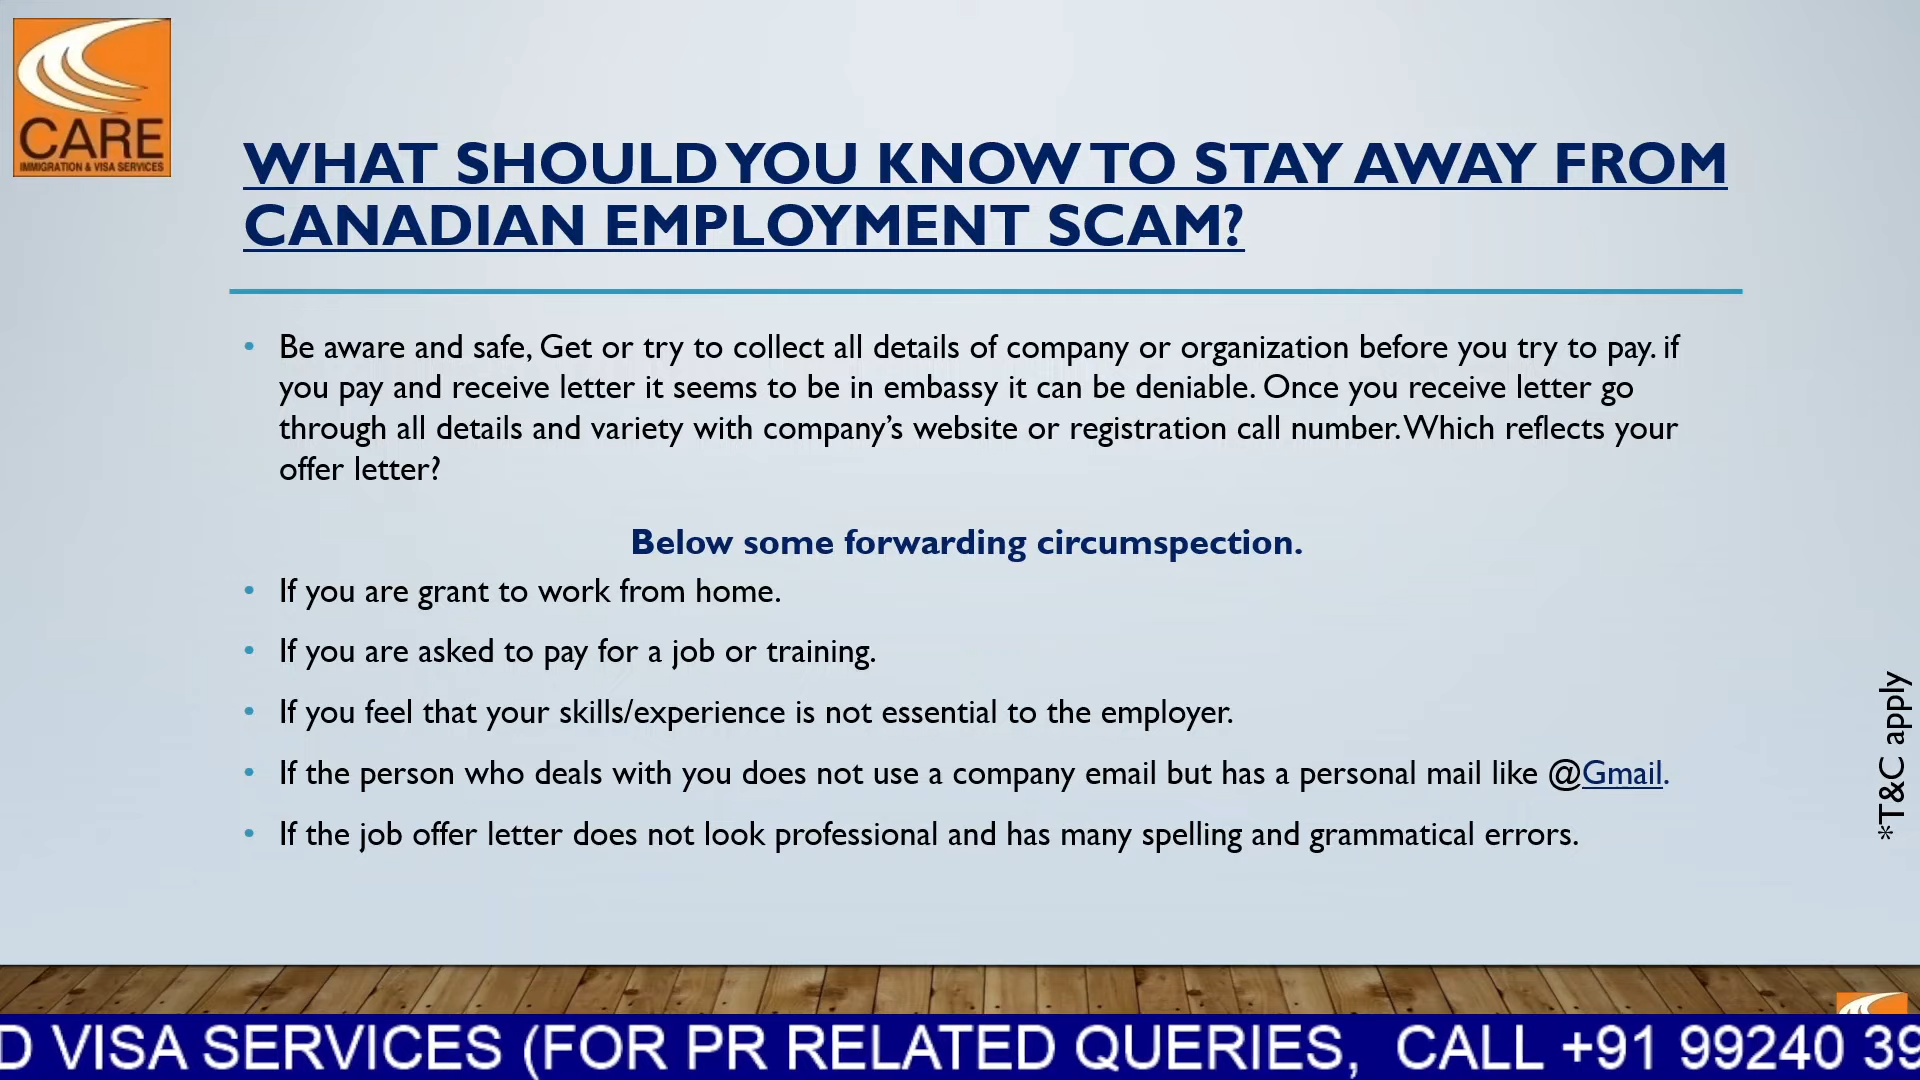 CARE
IMMIGRATION & VISA SERVICES
WHAT SHOULD YOU KNOW TO STAY AWAY FROM
CANADIAN EMPLOYMENT SCAM?
• Be aware and safe, Get or try to collect all details of company or organization before you try to pay. if
you pay and receive letter it seems to be in embassy it can be deniable. Once you receive letter go
through all details and variety with company’s website or registration call number. Which reflects your
offer letter?
Below some forwarding circumspection.
• If you are grant to work from home.
• If you are asked to pay for a job or training.
• If you feel that your skills/experience is not essential to the employer.
• If the person who deals with you does not use a company email but has a personal mail like @Gmail.
• If the job offer letter does not look professional and has many spelling and grammatical errors.
*T&C apply
D VISA SERVICES (FOR PR RELATED QUERIES, CALL +91 99240 39